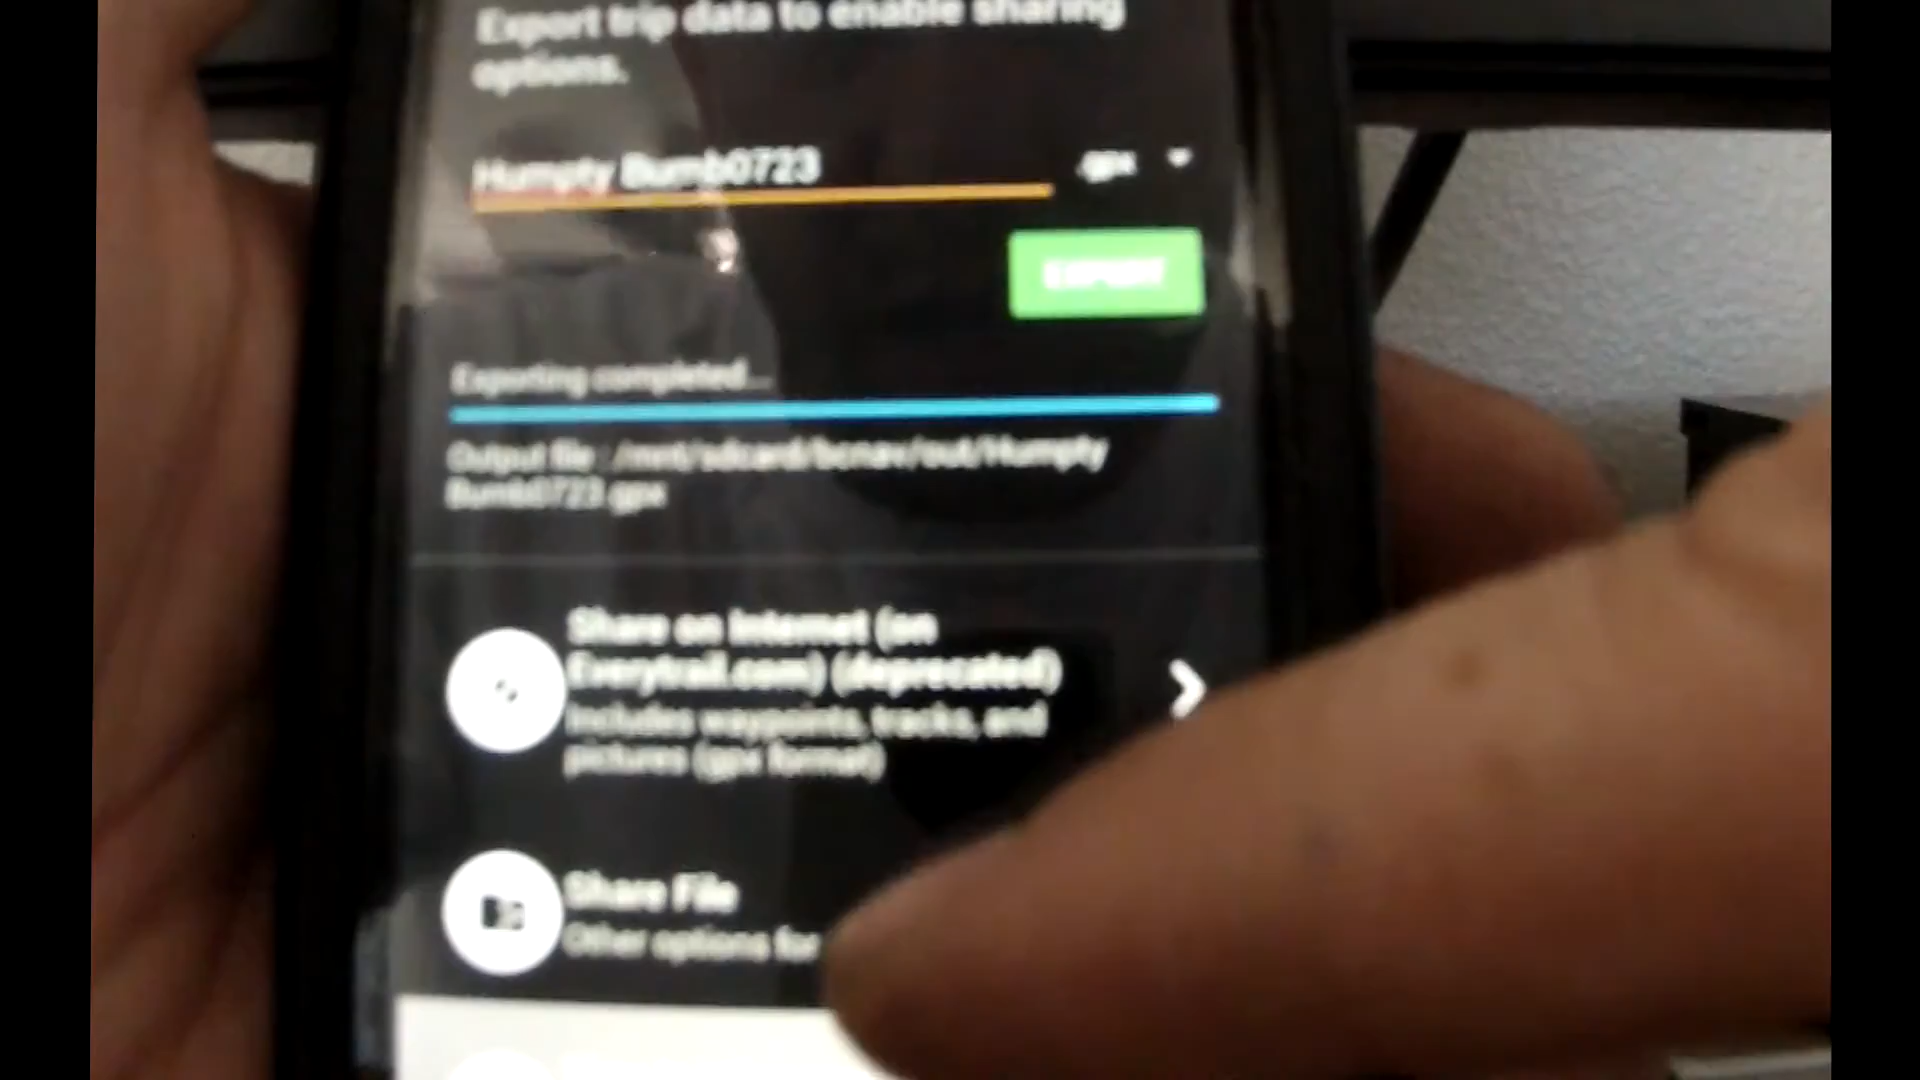 Export trip data to enable sharing
options.
Humpty Bumb0723
.gpx
EXPORT
Exporting completed...
Output file : /mnt/sdcard/bcnav/out/Humpty
Bumb0723.gpx
Share on Internet (on
Everytrail.com) (deprecated)
Includes waypoints, tracks, and
pictures (gpx format)
Share File
Other options for